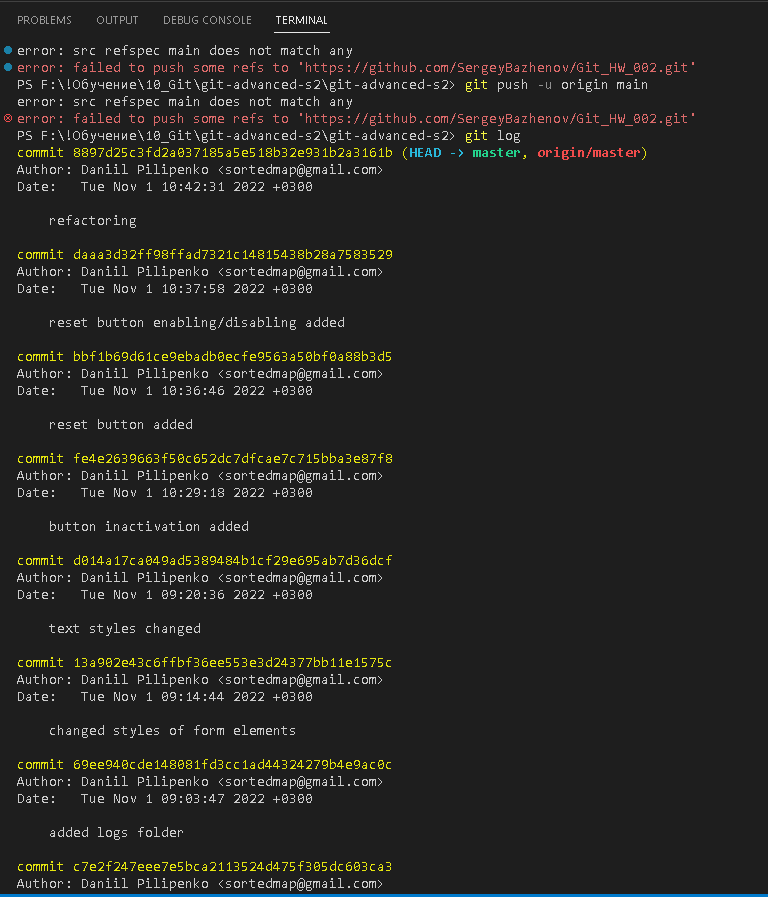 PROBLEMS OUTPUT DEBUG CONSOLE TERMINAL
error: src refspec main does not match any
error: failed to push some refs to 'https://github.com/SergeyBazhenov/Git_HW_002.git'
PS F:\!Обучение\10_Git\git-advanced-s2\git-advanced-s2> git push -u origin main
error: src refspec main does not match any
error: failed to push some refs to 'https://github.com/SergeyBazhenov/Git_HW_002.git'
PS F:\!Обучение\10_Git\git-advanced-s2\git-advanced-s2> git log
commit 8897d25c3fd2a037185a5e518b32e931b2a3161b (HEAD -> master, origin/master)
Author: Daniil Pilipenko <sortedmap@gmail.com>
Date:   Tue Nov 1 10:42:31 2022 +0300
    refactoring
commit daaa3d32ff98ffad7321c14815438b28a7583529
Author: Daniil Pilipenko <sortedmap@gmail.com>
Date:   Tue Nov 1 10:37:58 2022 +0300
    reset button enabling/disabling added
commit bbf1b69d61ce9ebadb0ecfe9563a50bf0a88b3d5
Author: Daniil Pilipenko <sortedmap@gmail.com>
Date:   Tue Nov 1 10:36:46 2022 +0300
    reset button added
commit fe4e2639663f50c652dc7dfcae7c715bba3e87f8
Author: Daniil Pilipenko <sortedmap@gmail.com>
Date:   Tue Nov 1 10:29:18 2022 +0300
    button inactivation added
commit d014a17ca049ad5389484b1cf29e695ab7d36dcf
Author: Daniil Pilipenko <sortedmap@gmail.com>
Date:   Tue Nov 1 09:20:36 2022 +0300
    text styles changed
commit 13a902e43c6ffbf36ee553e3d24377bb11e1575c
Author: Daniil Pilipenko <sortedmap@gmail.com>
Date:   Tue Nov 1 09:14:44 2022 +0300
    changed styles of form elements
commit 69ee940cde148081fd3cc1ad44324279b4e9ac0c
Author: Daniil Pilipenko <sortedmap@gmail.com>
Date:   Tue Nov 1 09:03:47 2022 +0300
    added logs folder
commit c7e2f247eee7e5bca2113524d475f305dc603ca3
Author: Daniil Pilipenko <sortedmap@gmail.com>